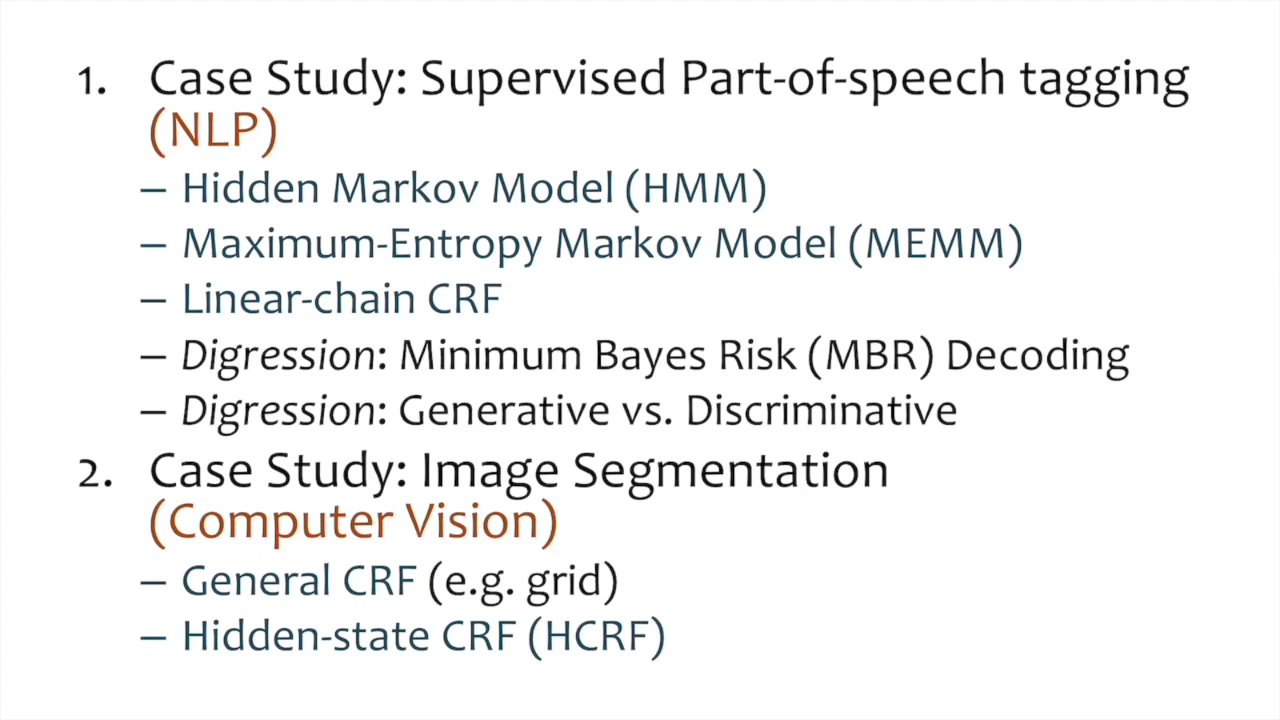 1. Case Study: Supervised Part-of-speech tagging
(NLP)
– Hidden Markov Model (HMM)
– Maximum-Entropy Markov Model (MEMM)
– Linear-chain CRF
– Digression: Minimum Bayes Risk (MBR) Decoding
– Digression: Generative vs. Discriminative
2. Case Study: Image Segmentation
(Computer Vision)
– General CRF (e.g. grid)
– Hidden-state CRF (HCRF)